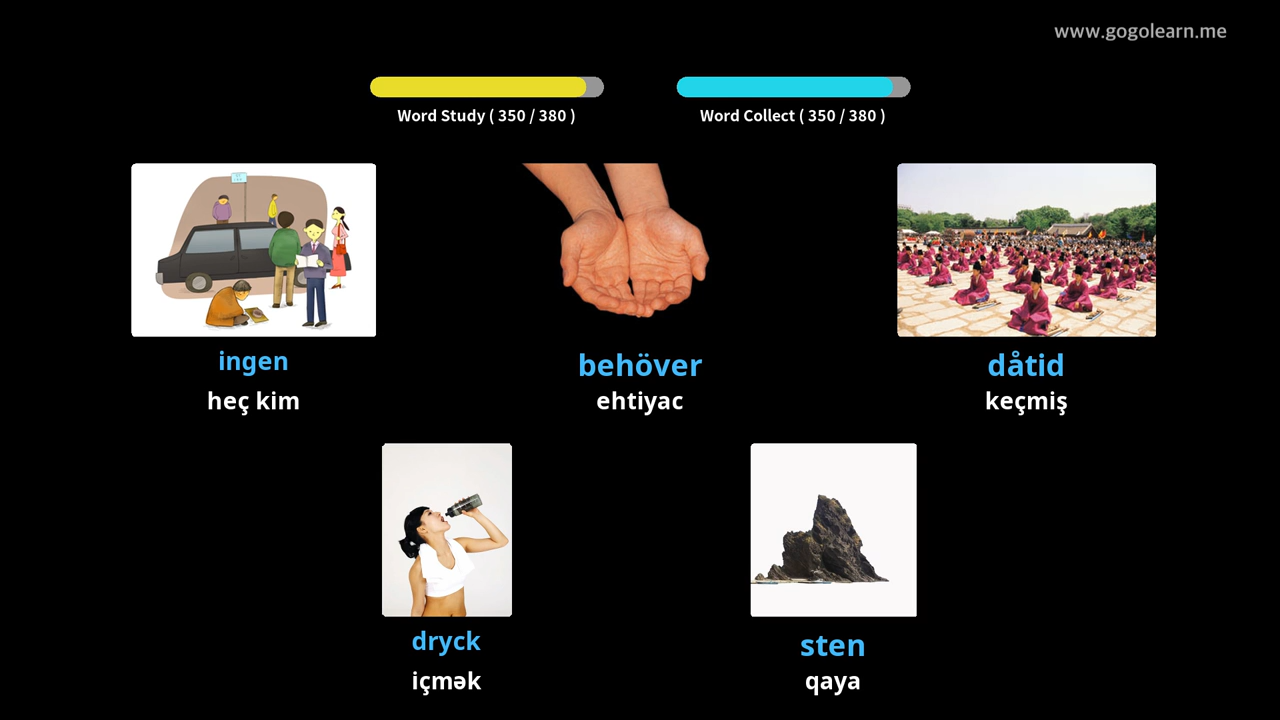 www.gogolearn.me
Word Study ( 350 / 380 )
Word Collect ( 350 / 380 )
ingen
heç kim
behöver
ehtiyac
dåtid
keçmiş
dryck
içmək
sten
qaya